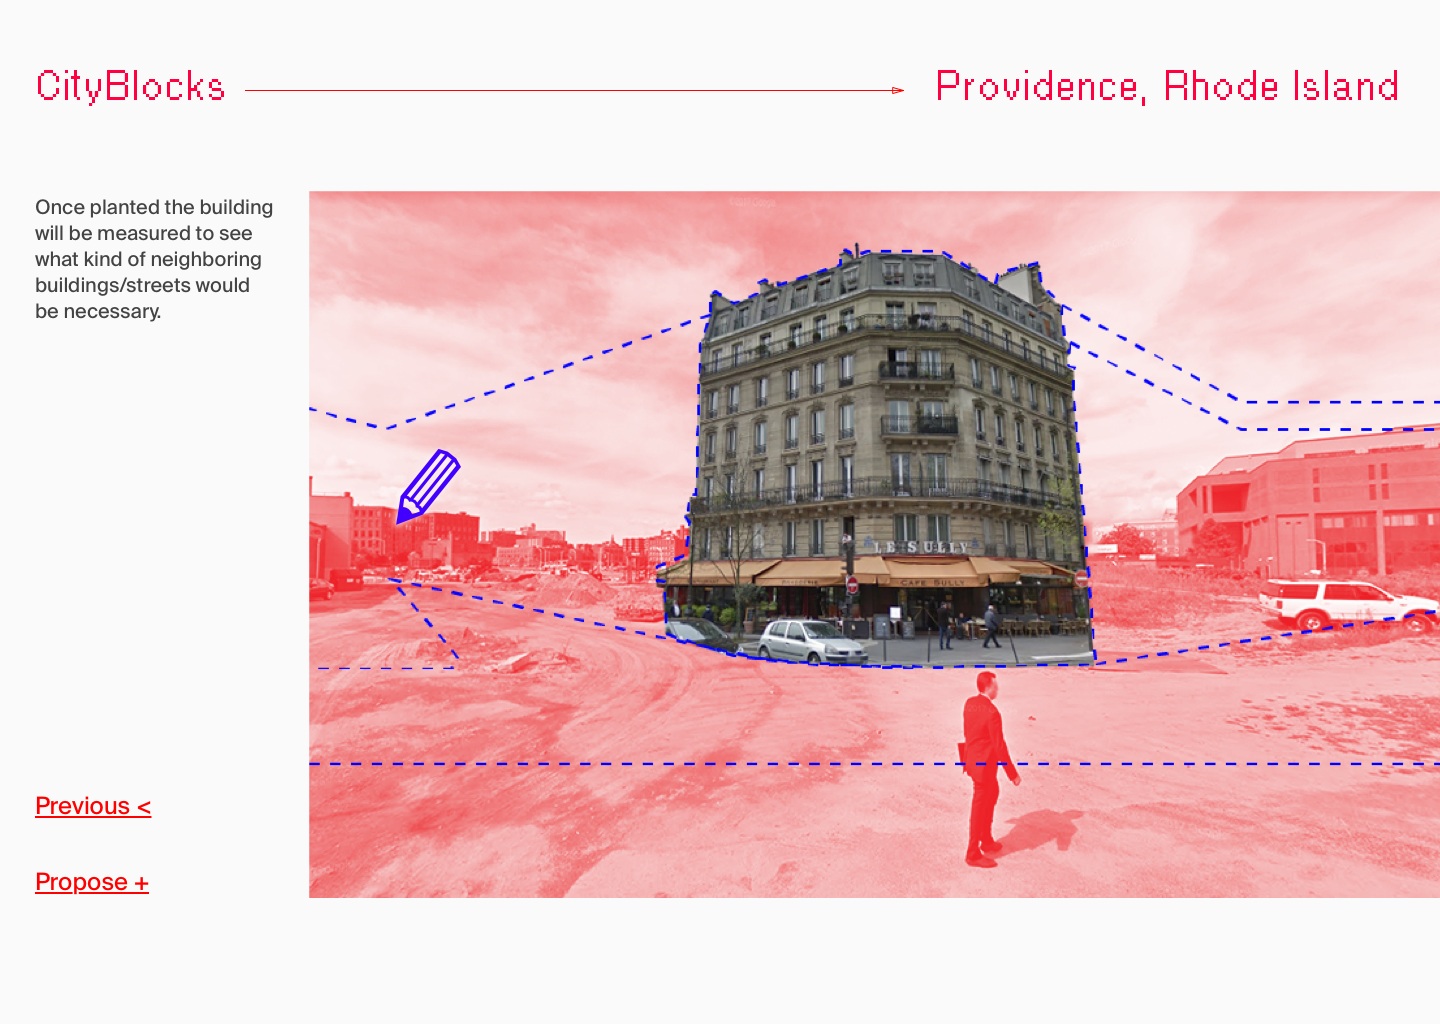 CityBlocks
Providence, Rhode Island
Once planted the building
will be measured to see
what kind of neighboring
buildings/streets would
be necessary.
LE SULLY
BRASSERIE
CAFE SULLY
Previous <
Propose +